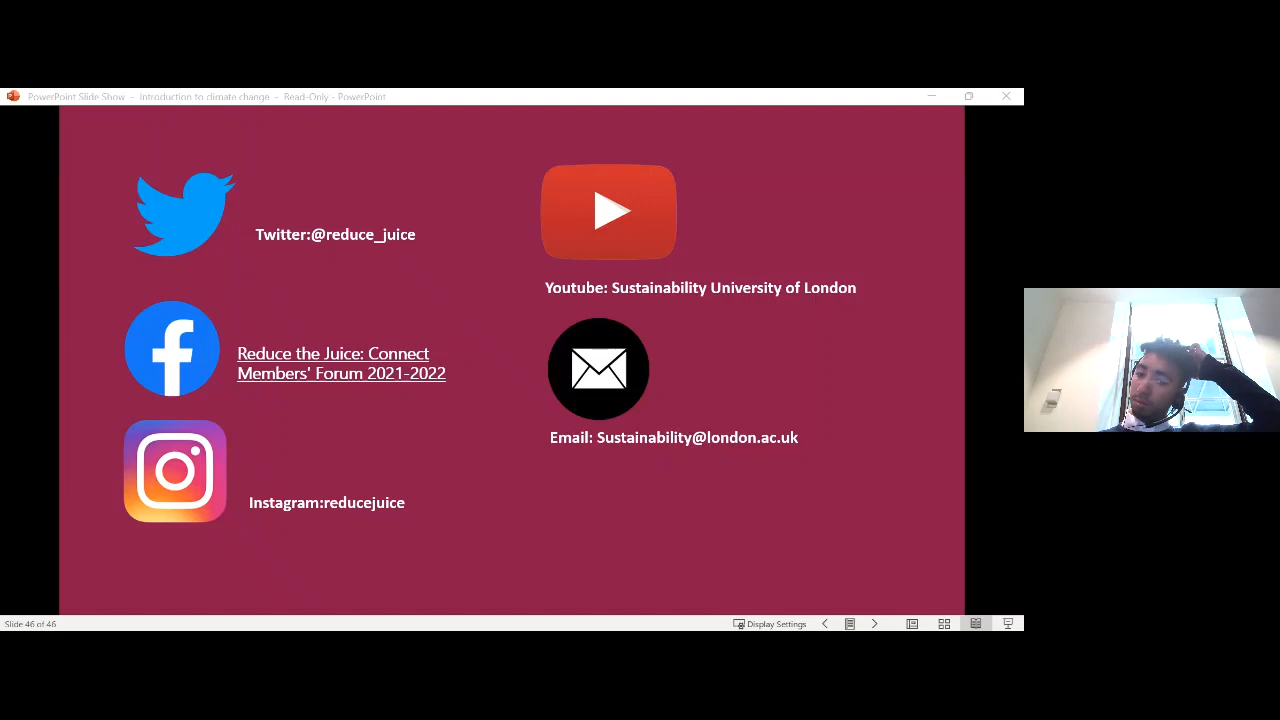 PowerPoint Slide Show - Introduction to climate change - Read-Only - PowerPoint
Twitter:@reduce_juice
Youtube: Sustainability University of London
Reduce the Juice: Connect
Members' Forum 2021-2022
Email: Sustainability@london.ac.uk
Instagram:reducejuice
Slide 46 of 46
Display Settings